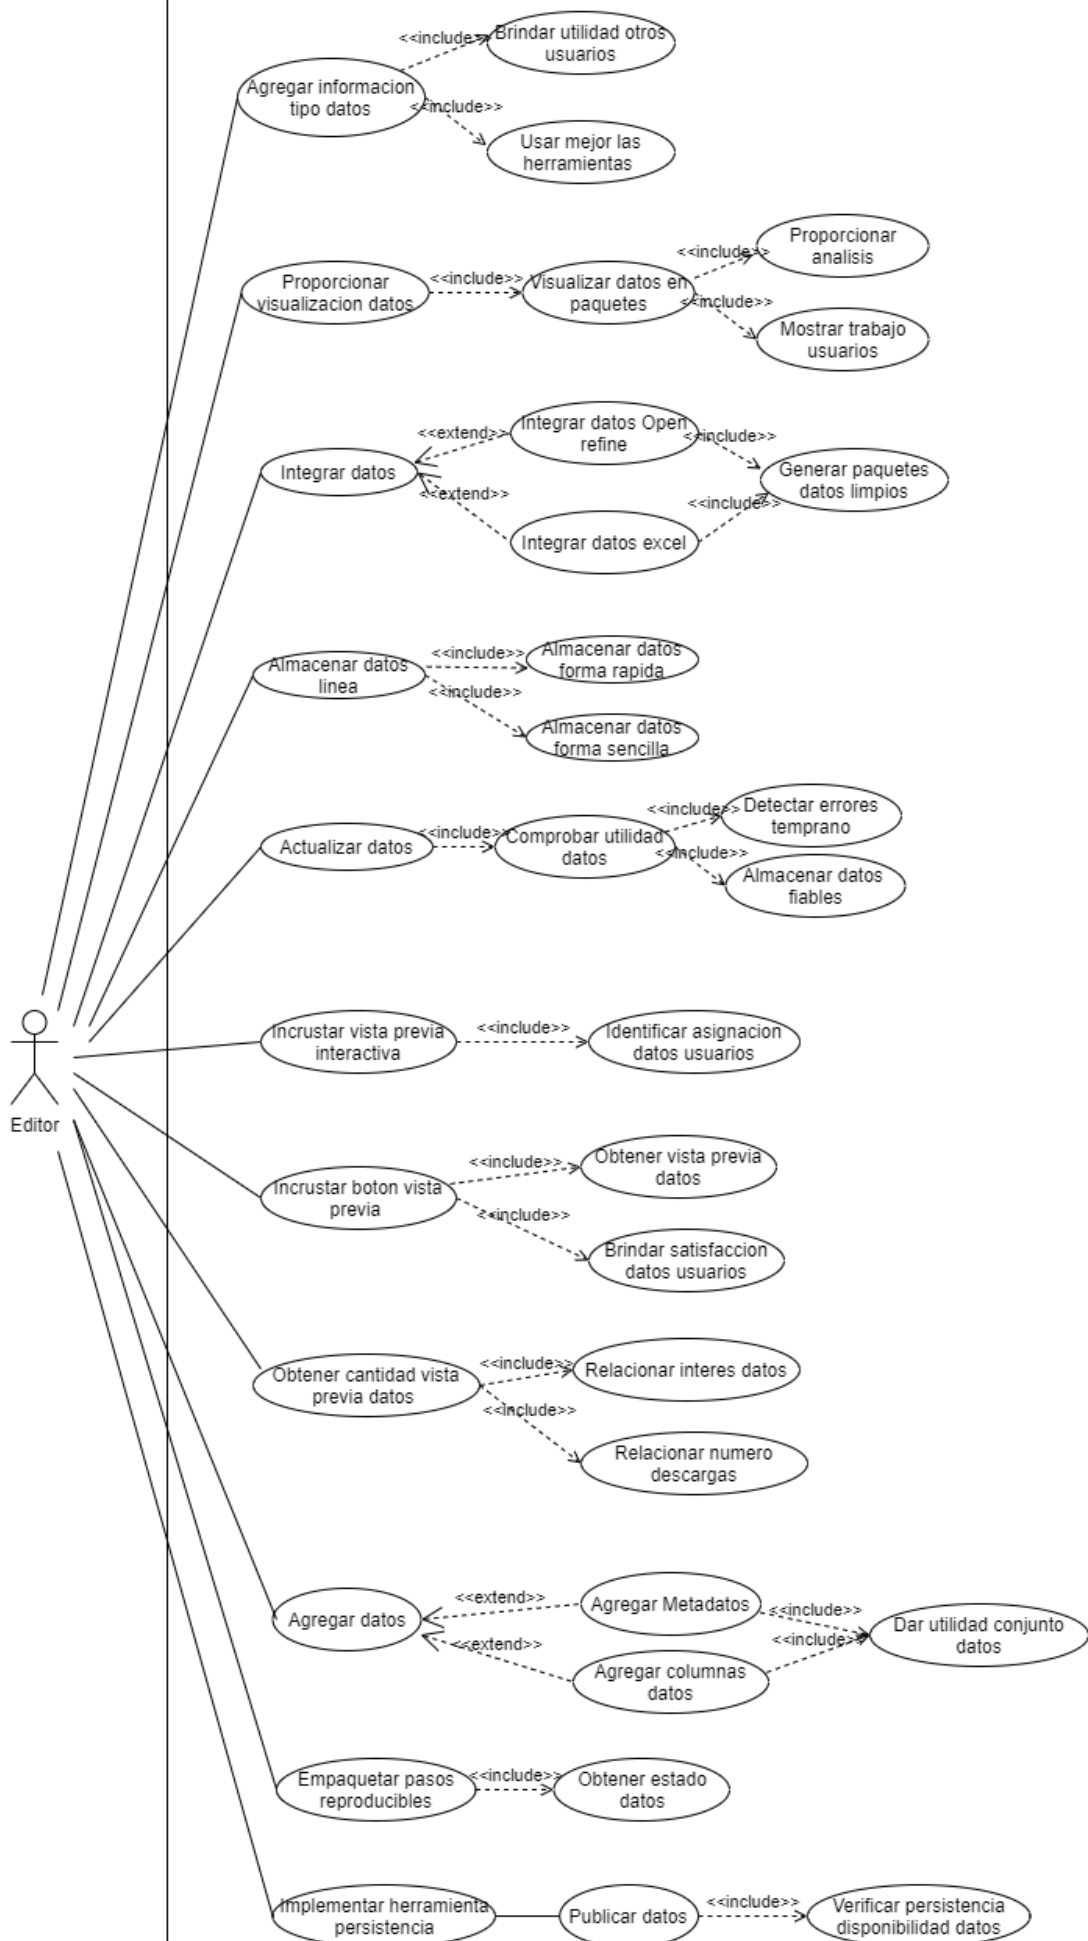 <<include>>
Brindar utilidad otros
usuarios
Agregar informacion
tipo datos
<<include>>
Usar mejor las
herramientas
Proporcionar
visualizacion datos
<<include>>
Visualizar datos en
paquetes
<<include>>
Proporcionar
analisis
<<include>>
Mostrar trabajo
usuarios
Integrar datos
<<extend>>
Integrar datos Open
refine
<<include>>
<<extend>>
Integrar datos excel
<<include>>
Generar paquetes
datos limpios
Almacenar datos
linea
<<include>>
Almacenar datos
forma rapida
<<include>>
Almacenar datos
forma sencilla
Actualizar datos
<<include>>
Comprobar utilidad
datos
<<include>>
Detectar errores
temprano
<<include>>
Almacenar datos
fiables
Editor
Incrustar vista previa
interactiva
<<include>>
Identificar asignacion
datos usuarios
Incrustar boton vista
previa
<<include>>
Obtener vista previa
datos
<<include>>
Brindar satisfaccion
datos usuarios
Obtener cantidad vista
previa datos
<<include>>
Relacionar interes datos
<<include>>
Relacionar numero
descargas
Agregar datos
<<extend>>
Agregar Metadatos
<<include>>
<<extend>>
Agregar columnas
datos
<<include>>
Dar utilidad conjunto
datos
Empaquetar pasos
reproducibles
<<include>>
Obtener estado
datos
Implementar herramienta
persistencia
Publicar datos
<<include>>
Verificar persistencia
disponibilidad datos